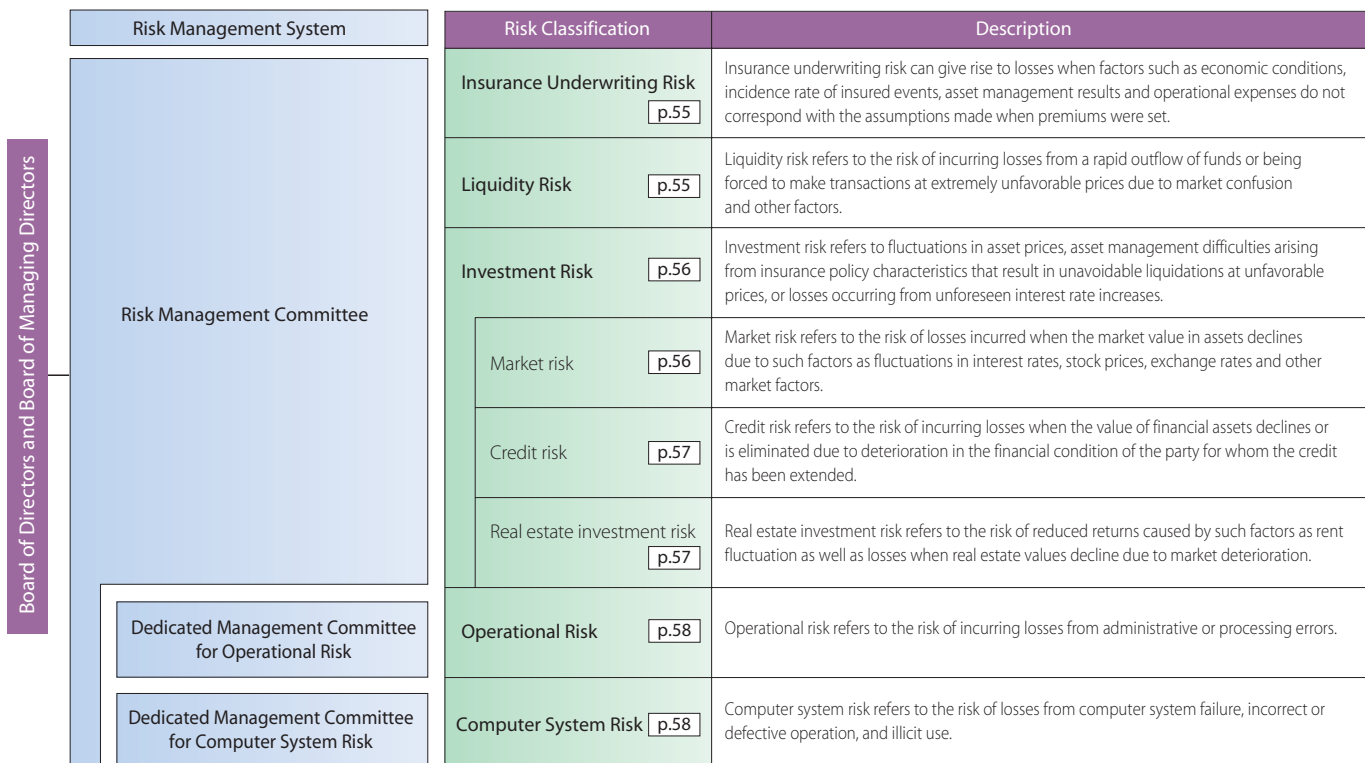 Board of Directors and Board of Managing Directors
Risk Management System
Risk Management Committee
Dedicated Management Committee
for Operational Risk
Dedicated Management Committee
for Computer System Risk
Risk Classification
Description
Insurance Underwriting Risk
p.55
Insurance underwriting risk can give rise to losses when factors such as economic conditions,
incidence rate of insured events, asset management results and operational expenses do not
correspond with the assumptions made when premiums were set.
Liquidity Risk
p.55
Liquidity risk refers to the risk of incurring losses from a rapid outflow of funds or being
forced to make transactions at extremely unfavorable prices due to market confusion
and other factors.
Investment Risk
p.56
Investment risk refers to fluctuations in asset prices, asset management difficulties arising
from insurance policy characteristics that result in unavoidable liquidations at unfavorable
prices, or losses occurring from unforeseen interest rate increases.
Market risk
p.56
Market risk refers to the risk of losses incurred when the market value in assets declines
due to such factors as fluctuations in interest rates, stock prices, exchange rates and other
market factors.
Credit risk
p.57
Credit risk refers to the risk of incurring losses when the value of financial assets declines or
is eliminated due to deterioration in the financial condition of the party for whom the credit
has been extended.
Real estate investment risk
p.57
Real estate investment risk refers to the risk of reduced returns caused by such factors as rent
fluctuation as well as losses when real estate values decline due to market deterioration.
Operational Risk
p.58
Operational risk refers to the risk of incurring losses from administrative or processing errors.
Computer System Risk
p.58
Computer system risk refers to the risk of losses from computer system failure, incorrect or
defective operation, and illicit use.